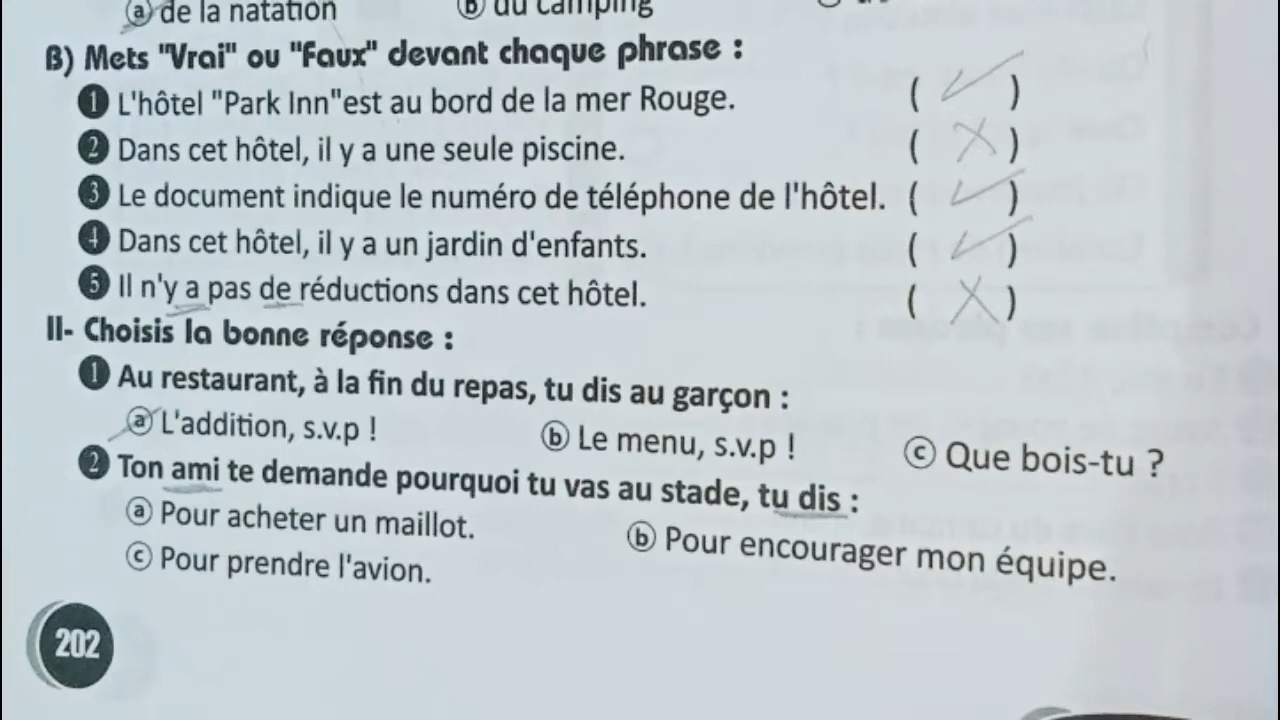 ⓐ de la natation ⓑ du camping
B) Mets "Vrai" ou "Faux" devant chaque phrase :
❶ L'hôtel "Park Inn"est au bord de la mer Rouge. ( ✓ )
❷ Dans cet hôtel, il y a une seule piscine. ( X )
❸ Le document indique le numéro de téléphone de l'hôtel. ( ✓ )
❹ Dans cet hôtel, il y a un jardin d'enfants. ( ✓ )
❺ Il n'y a pas de réductions dans cet hôtel. ( X )
II- Choisis la bonne réponse :
❶ Au restaurant, à la fin du repas, tu dis au garçon :
ⓐ L'addition, s.v.p ! ⓑ Le menu, s.v.p ! ⓒ Que bois-tu ?
❷ Ton ami te demande pourquoi tu vas au stade, tu dis :
ⓐ Pour acheter un maillot. ⓑ Pour encourager mon équipe.
ⓒ Pour prendre l'avion.
202